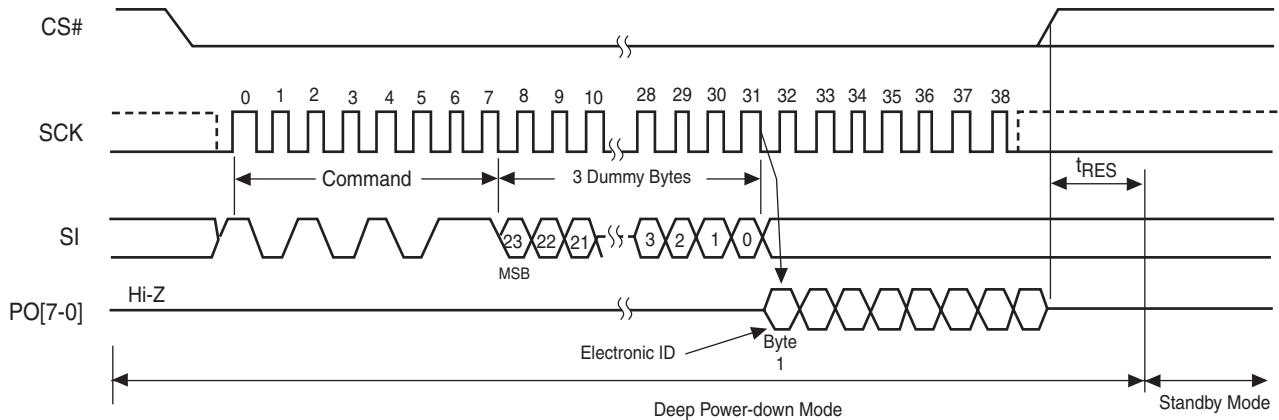 CS#
0 1 2 3 4 5 6 7 8 9 10 28 29 30 31 32 33 34 35 36 37 38
SCK
Command
3 Dummy Bytes
tRES
SI
23 22 21 3 2 1 0
MSB
Hi-Z
PO[7-0]
Electronic ID
Byte
1
Deep Power-down Mode
Standby Mode